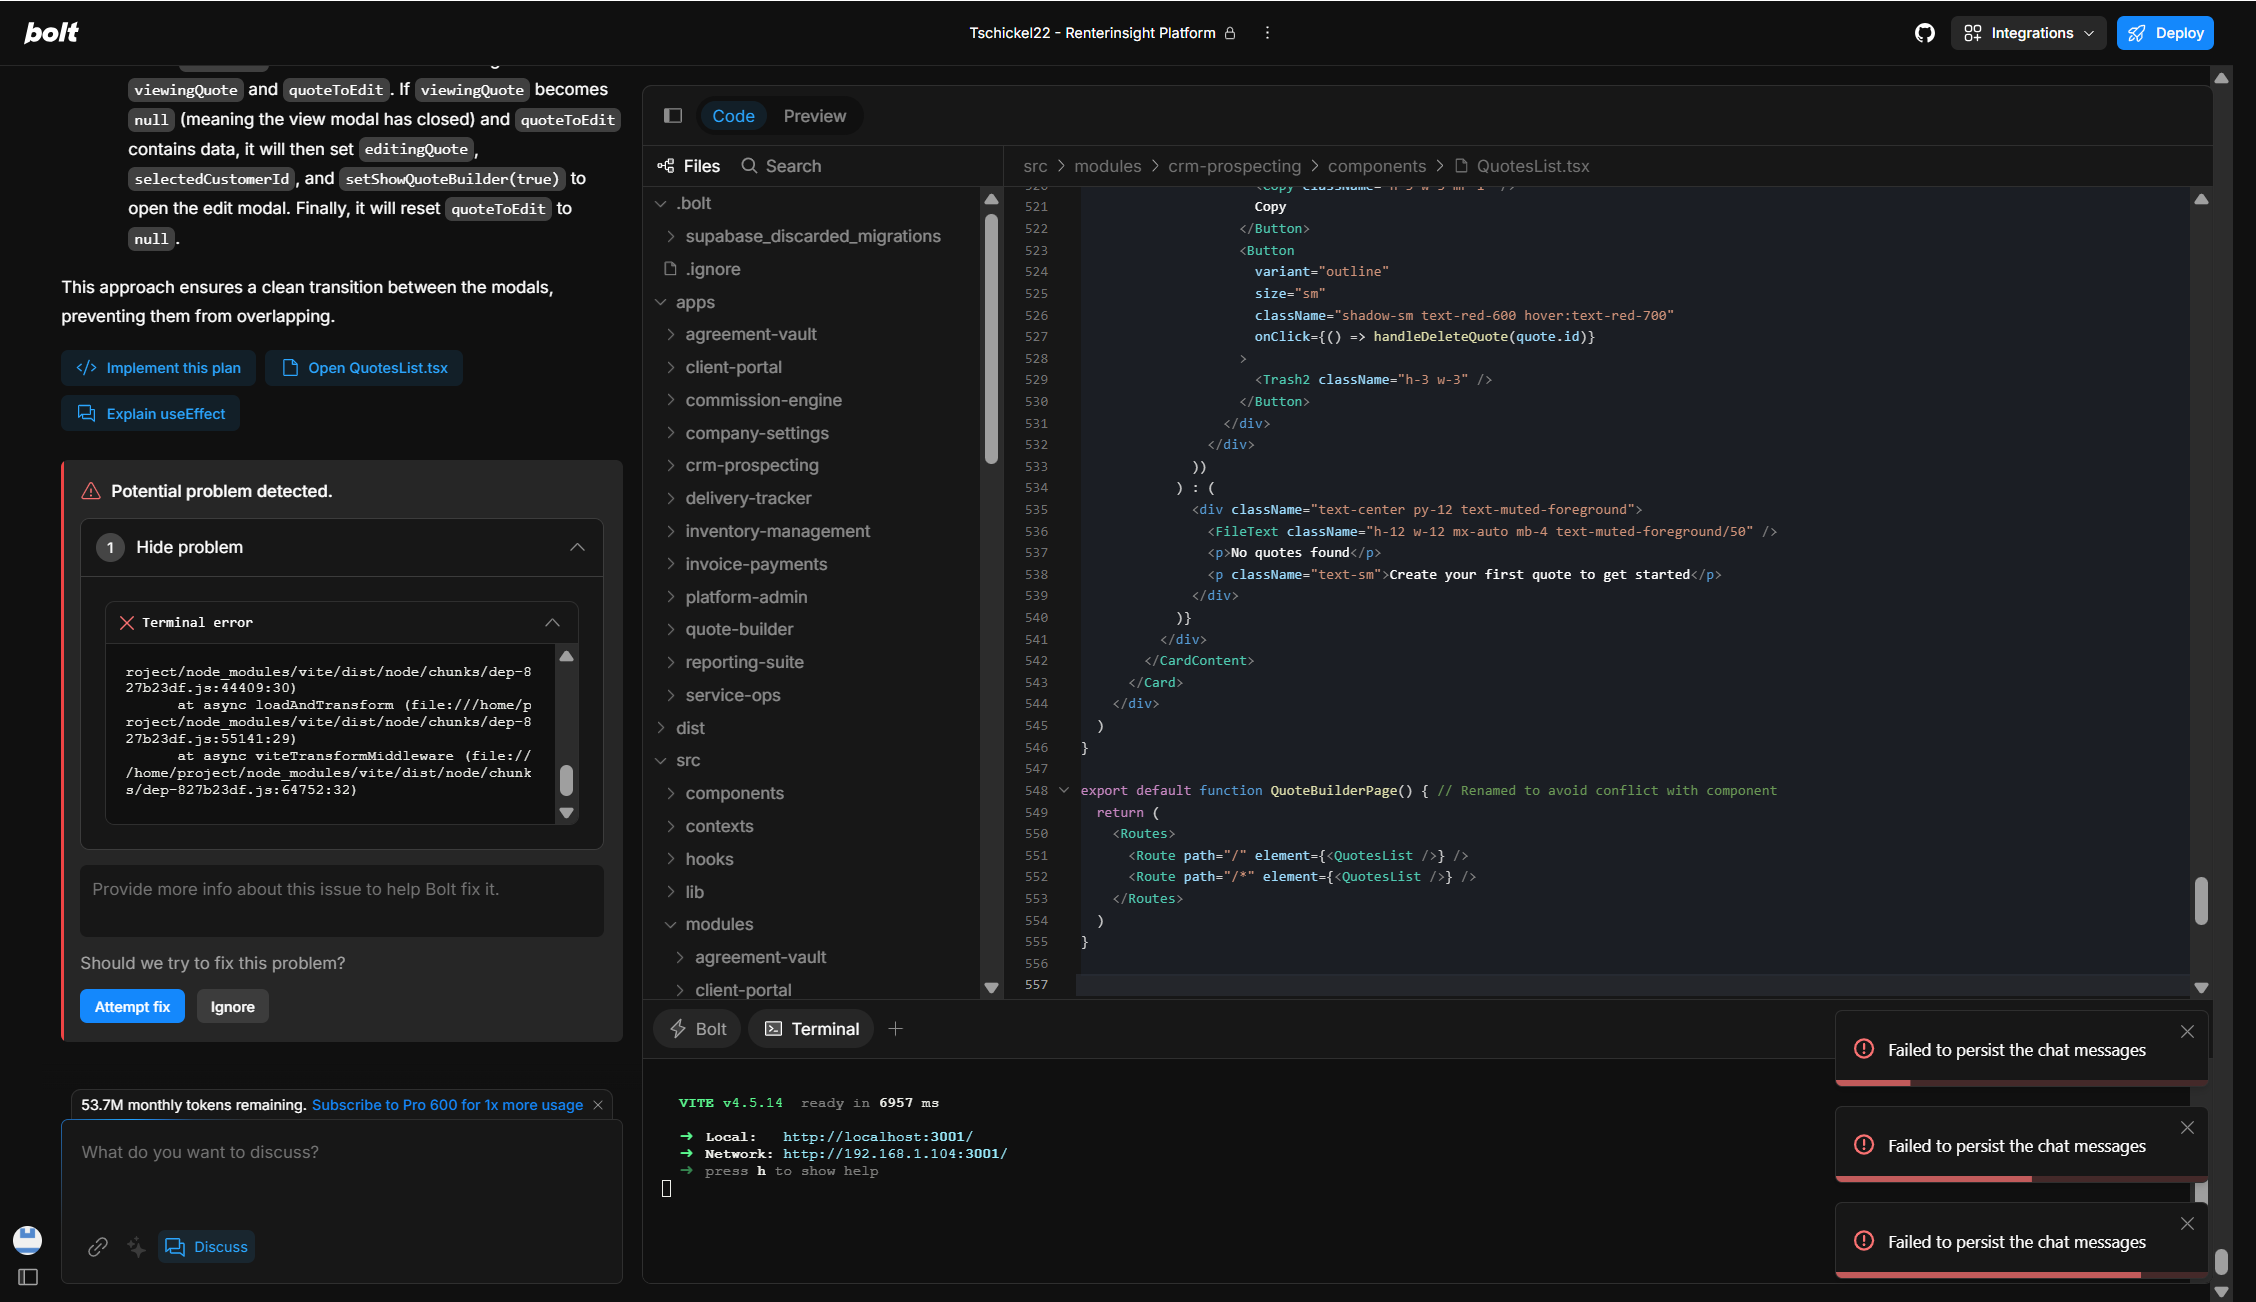 bolt
Tschickel22 - Renterinsight Platform
Integrations
Deploy
viewingQuote and quoteToEdit. If viewingQuote becomes
null (meaning the view modal has closed) and quoteToEdit
contains data, it will then set editingQuote,
selectedCustomerId, and setShowQuoteBuilder(true) to
open the edit modal. Finally, it will reset quoteToEdit to
null.
This approach ensures a clean transition between the modals,
preventing them from overlapping.
Implement this plan
Open QuotesList.tsx
Explain useEffect
Potential problem detected.
1 Hide problem
Terminal error
roject/node_modules/vite/dist/node/chunks/dep-8
27b23df.js:44409:30)
at async loadAndTransform (file:///home/p
roject/node_modules/vite/dist/node/chunks/dep-8
27b23df.js:55141:29)
at async viteTransformMiddleware (file://
/home/project/node_modules/vite/dist/node/chunk
s/dep-827b23df.js:64752:32)
Provide more info about this issue to help Bolt fix it.
Should we try to fix this problem?
Attempt fix
Ignore
53.7M monthly tokens remaining. Subscribe to Pro 600 for 1x more usage
What do you want to discuss?
Discuss
Code
Preview
Files
Search
.bolt
supabase_discarded_migrations
.ignore
apps
agreement-vault
client-portal
commission-engine
company-settings
crm-prospecting
delivery-tracker
inventory-management
invoice-payments
platform-admin
quote-builder
reporting-suite
service-ops
dist
src
components
contexts
hooks
lib
modules
agreement-vault
client-portal
src > modules > crm-prospecting > components > QuotesList.tsx
520 <Copy className="h-3 w-3 mr-1" />
521 Copy
522 </Button>
523 <Button
524 variant="outline"
525 size="sm"
526 className="shadow-sm text-red-600 hover:text-red-700"
527 onClick={() => handleDeleteQuote(quote.id)}
528 >
529 <Trash2 className="h-3 w-3" />
530 </Button>
531 </div>
532 </div>
533 ))
534 ) : (
535 <div className="text-center py-12 text-muted-foreground">
536 <FileText className="h-12 w-12 mx-auto mb-4 text-muted-foreground/50" />
537 <p>No quotes found</p>
538 <p className="text-sm">Create your first quote to get started</p>
539 </div>
540 )}
541 </div>
542 </CardContent>
543 </Card>
544 </div>
545 )
546 }
547
548 export default function QuoteBuilderPage() { // Renamed to avoid conflict with component
549 return (
550 <Routes>
551 <Route path="/" element={<QuotesList />} />
552 <Route path="/*" element={<QuotesList />} />
553 </Routes>
554 )
555 }
556
557
Bolt
Terminal
VITE v4.5.14 ready in 6957 ms
➜ Local: http://localhost:3001/
➜ Network: http://192.168.1.104:3001/
➜ press h to show help
Failed to persist the chat messages
Failed to persist the chat messages
Failed to persist the chat messages